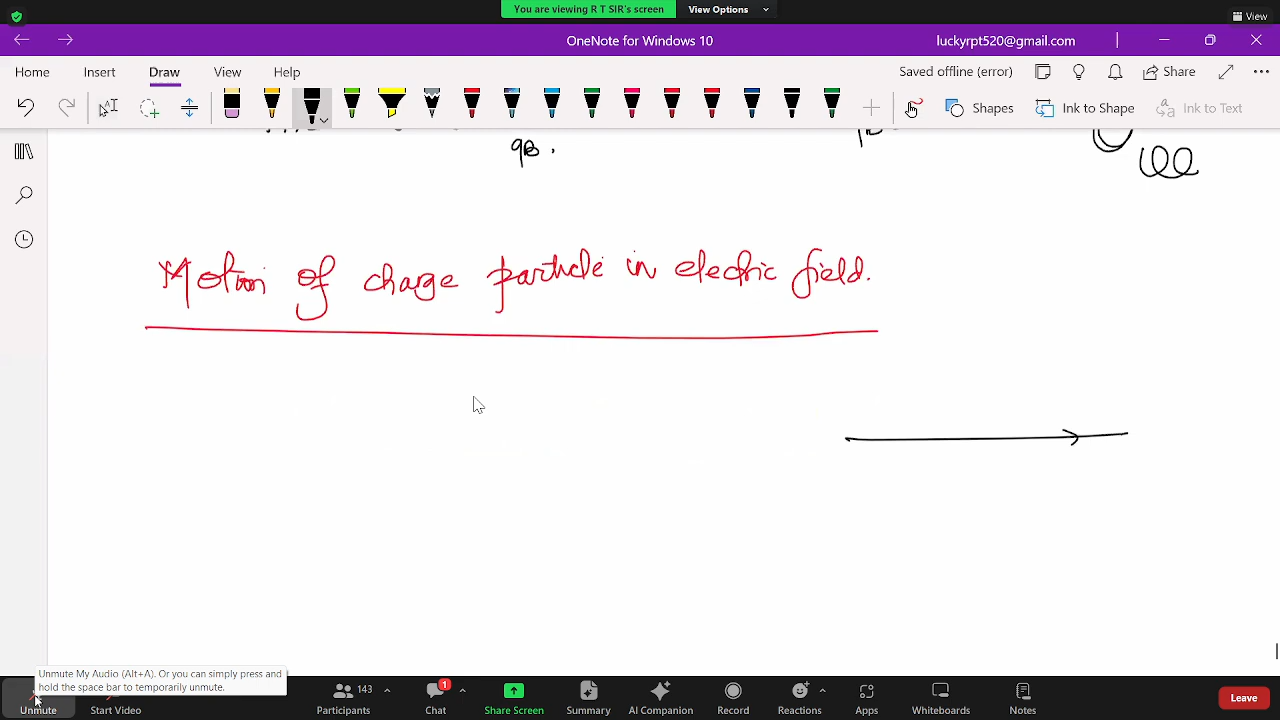 You are viewing R T SIR's screen View Options
View
OneNote for Windows 10 luckyrpt520@gmail.com
Home Insert Draw View Help Saved offline (error) Share
Shapes Ink to Shape Ink to Text
qB.
Motion of charge particle in electric field.
Unmute My Audio (Alt+A). Or you can simply press and
hold the space bar to temporarily unmute.
143 1
Unmute Start Video Participants Chat Share Screen Summary AI Companion Record Reactions Apps Whiteboards Notes Leave